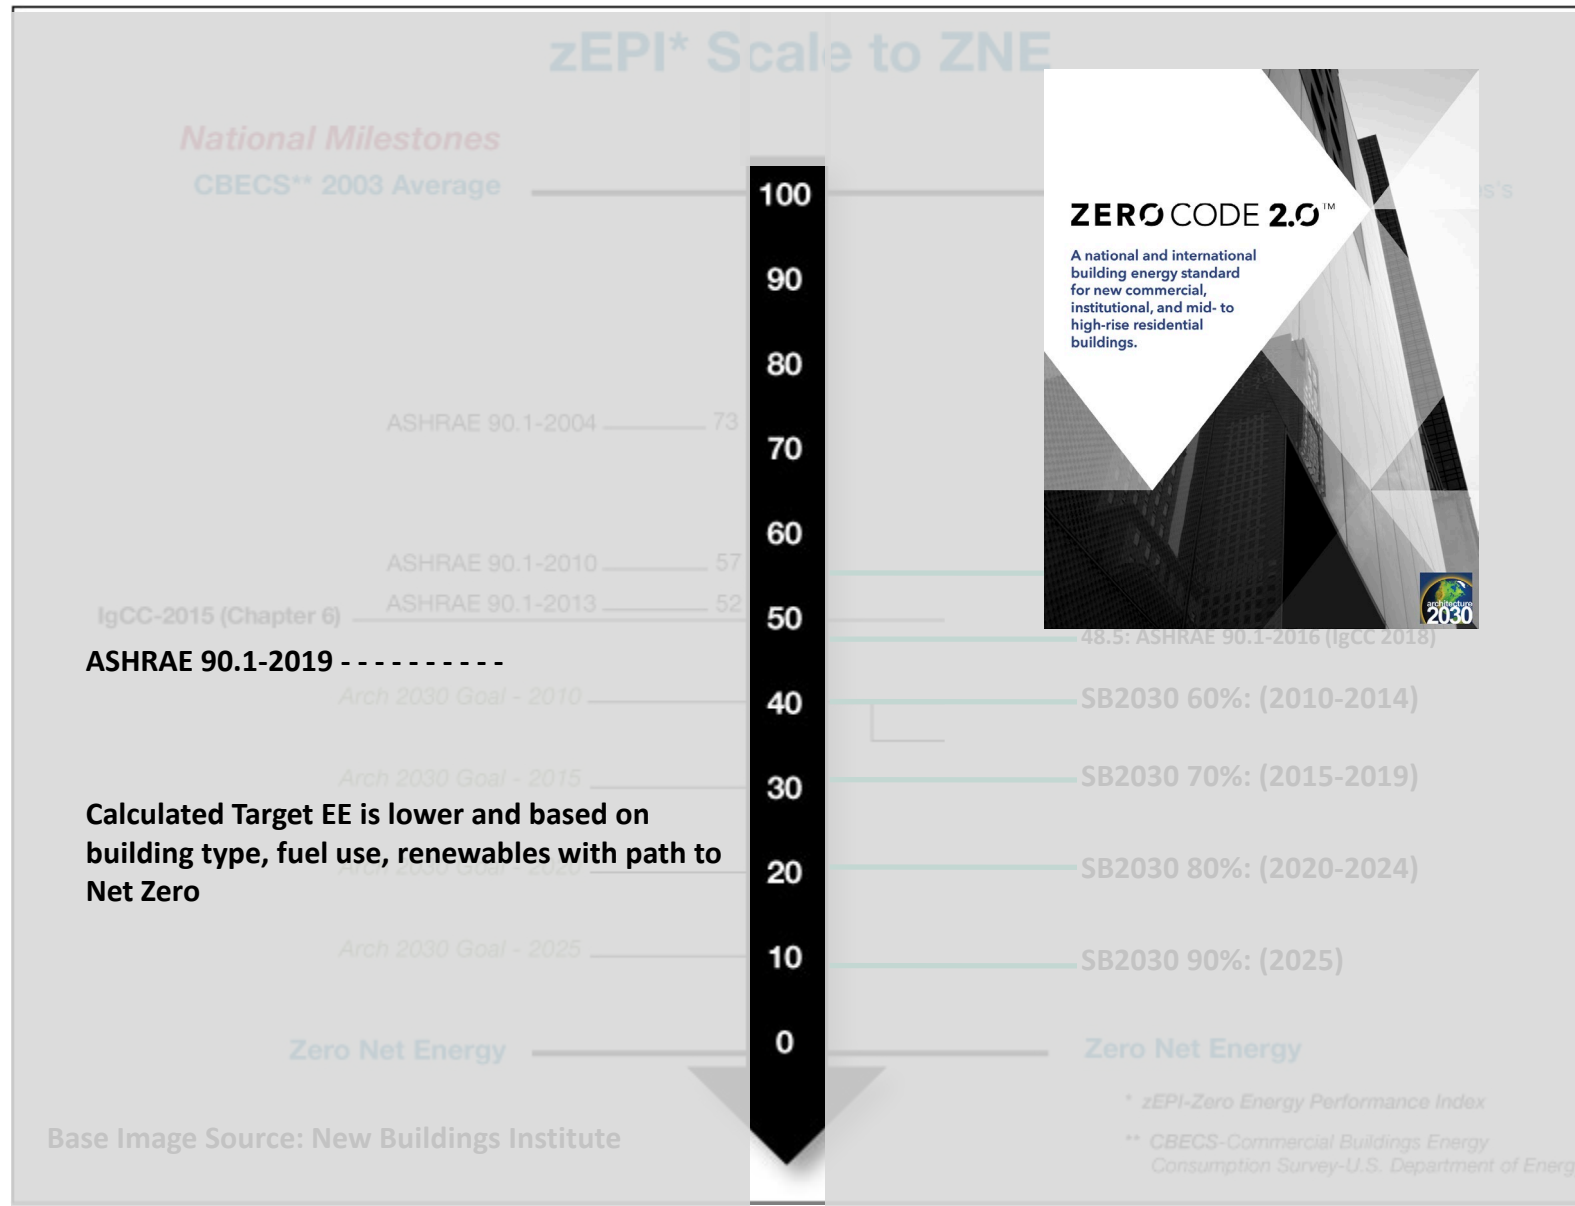 zEPI* Scale to ZNE
National Milestones
CBECS** 2003 Average
100
90
80
ASHRAE 90.1-2004 73
70
60
ASHRAE 90.1-2010 57
ASHRAE 90.1-2013 52
IgCC-2015 (Chapter 6)
50
ASHRAE 90.1-2019 - - - - - - - - - -
Arch 2030 Goal - 2010
40
Arch 2030 Goal - 2015
30
Calculated Target EE is lower and based on
building type, fuel use, renewables with path to
Net Zero
Arch 2030 Goal - 2020
20
Arch 2030 Goal - 2025
10
Zero Net Energy
0
Base Image Source: New Buildings Institute
ZERO CODE 2.0™
A national and international
building energy standard
for new commercial,
institutional, and mid- to
high-rise residential
buildings.
architecture
2030
48.5: ASHRAE 90.1-2016 (IgCC 2018)
SB2030 60%: (2010-2014)
SB2030 70%: (2015-2019)
SB2030 80%: (2020-2024)
SB2030 90%: (2025)
Zero Net Energy
* zEPI-Zero Energy Performance Index
** CBECS-Commercial Buildings Energy
Consumption Survey-U.S. Department of Energ